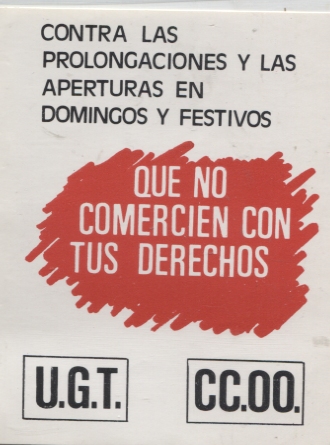 CONTRA LAS
PROLONGACIONES Y LAS
APERTURAS EN
DOMINGOS Y FESTIVOS
QUE NO
COMERCIEN CON
TUS DERECHOS
U.G.T.
CC.OO.